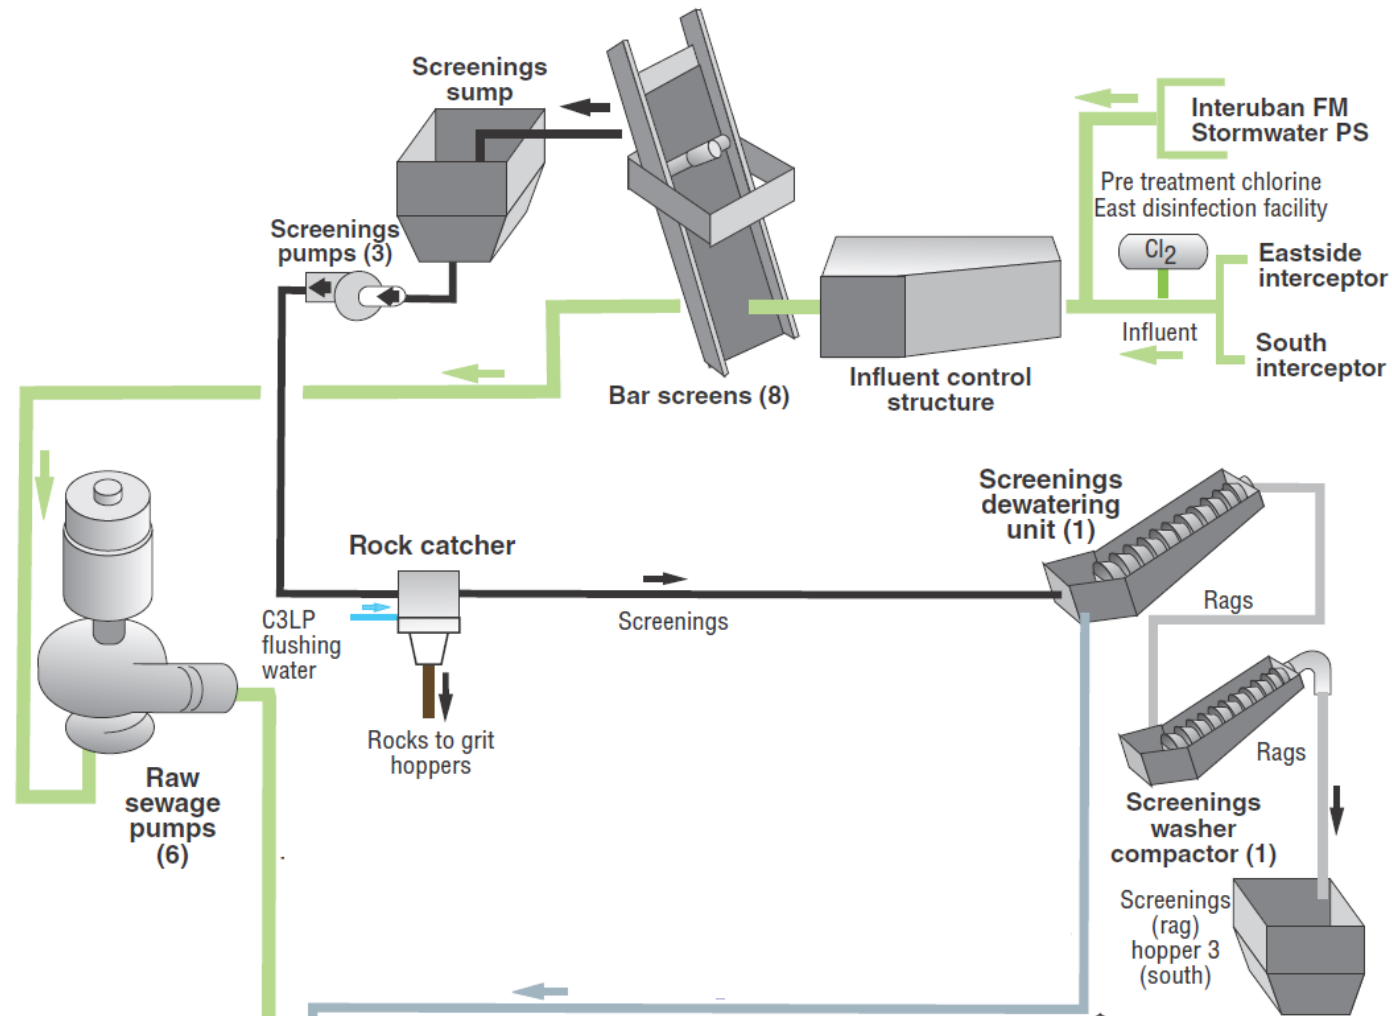 Screenings
sump
Interuban FM
Stormwater PS
Pre treatment chlorine
East disinfection facility
Cl2
Screenings
pumps (3)
Eastside
interceptor
Influent
South
interceptor
Bar screens (8)
Influent control
structure
Screenings
dewatering
unit (1)
Rock catcher
Rags
C3LP
flushing
water
Screenings
Rocks to grit
hoppers
Rags
Raw
sewage
pumps
(6)
Screenings
washer
compactor (1)
Screenings
(rag)
hopper 3
(south)